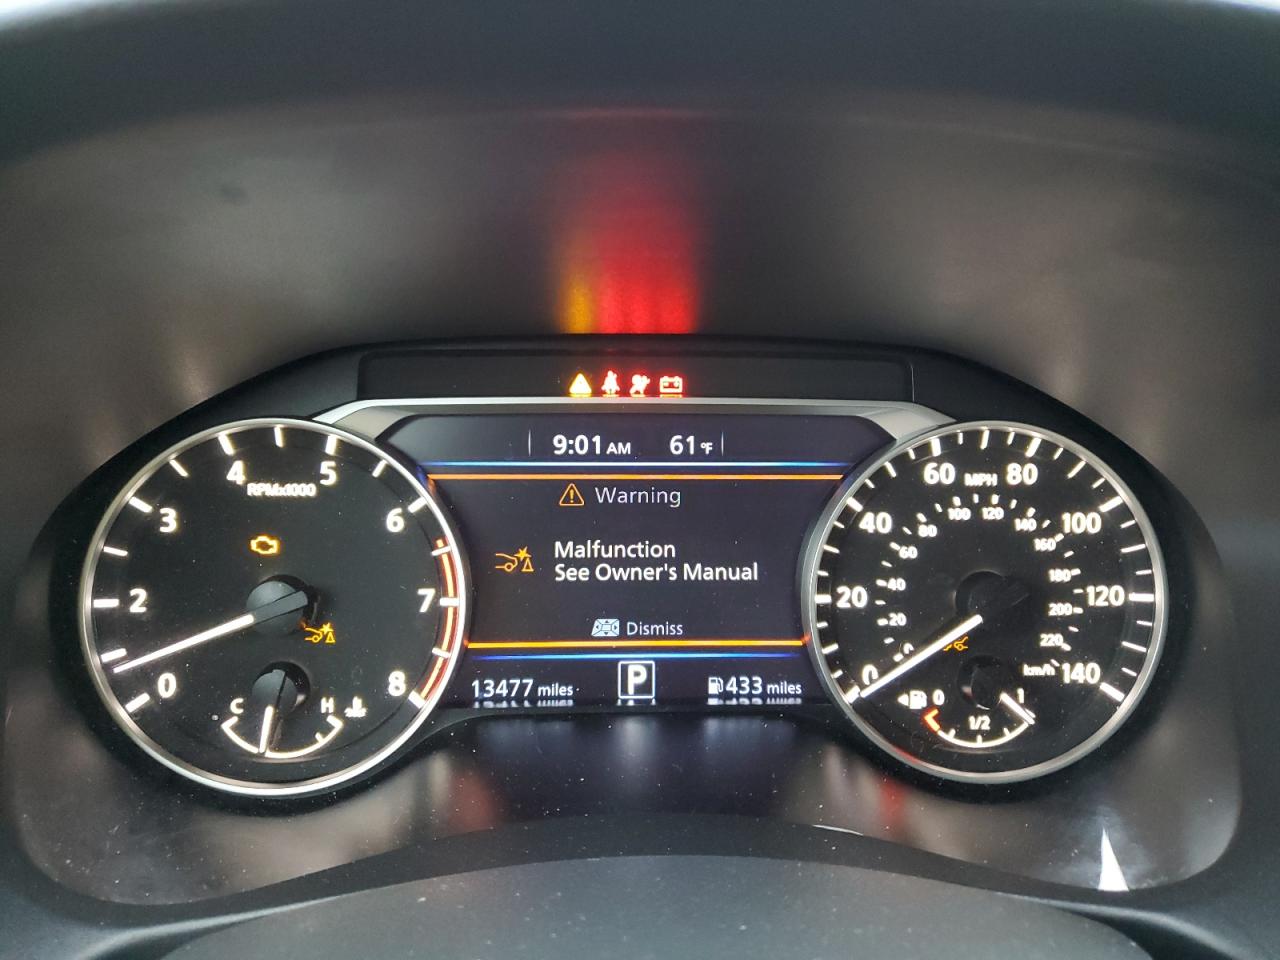 9:01 AM 61°F
Warning
Malfunction
See Owner's Manual
Dismiss
13477 miles
P
433 miles
RPMx1000
0
2
3
4
5
6
7
8
C
H
MPH
0
20
40
60
80
100
120
140
0
20
40
60
80
100
120
140
160
180
200
220
km/h
0
1/2
1